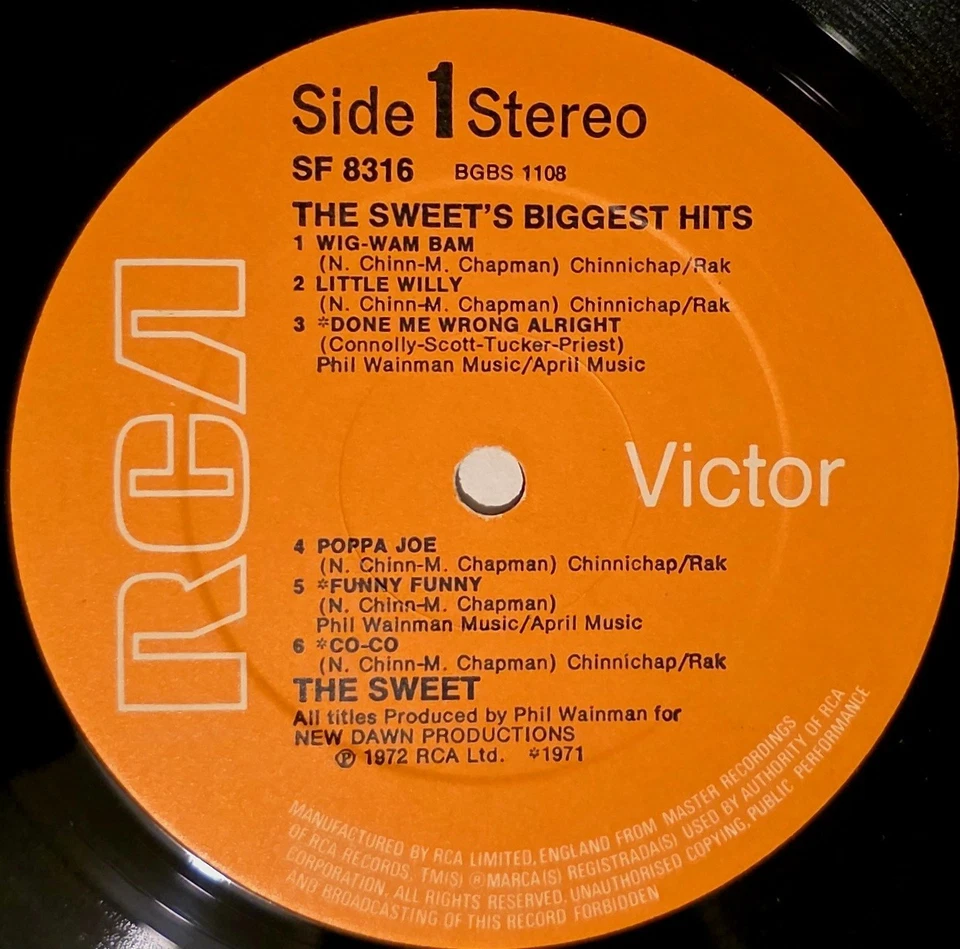 Side 1 Stereo
SF 8316 BGBS 1108
THE SWEET'S BIGGEST HITS
1 WIG-WAM BAM
(N. Chinn-M. Chapman) Chinnichap/Rak
2 LITTLE WILLY
(N. Chinn-M. Chapman) Chinnichap/Rak
3 *DONE ME WRONG ALRIGHT
(Connolly-Scott-Tucker-Priest)
Phil Wainman Music/April Music
RCA
Victor
4 POPPA JOE
(N. Chinn-M. Chapman) Chinnichap/Rak
5 *FUNNY FUNNY
(N. Chinn-M. Chapman)
Phil Wainman Music/April Music
6 *CO-CO
(N. Chinn-M. Chapman) Chinnichap/Rak
THE SWEET
All titles Produced by Phil Wainman for
NEW DAWN PRODUCTIONS
℗ 1972 RCA Ltd. *1971
MANUFACTURED BY RCA LIMITED, ENGLAND FROM MASTER RECORDINGS
OF RCA RECORDS. TM(S) ® MARCA(S) REGISTRADA(S) USED BY AUTHORITY OF RCA
CORPORATION. ALL RIGHTS RESERVED. UNAUTHORISED COPYING, PUBLIC PERFORMANCE
AND BROADCASTING OF THIS RECORD FORBIDDEN